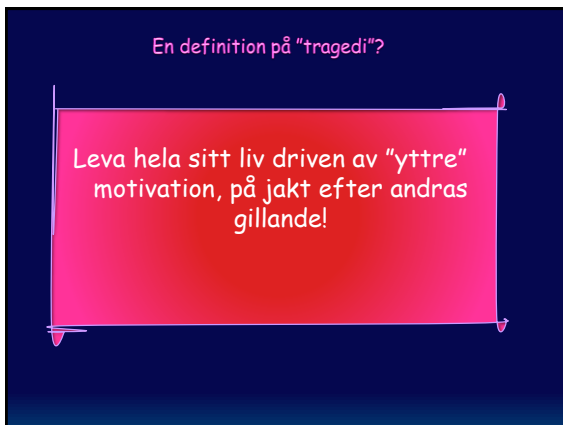 En definition på ”tragedi”?
Leva hela sitt liv driven av ”yttre”
motivation, på jakt efter andras
gillande!